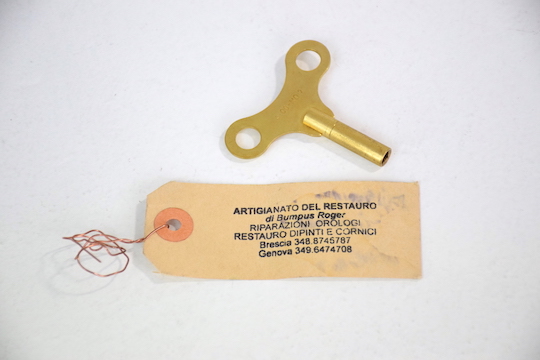 ARTIGIANATO DEL RESTAURO
di Bumpus Roger
RIPARAZIONI OROLOGI
RESTAURO DIPINTI E CORNICI
Brescia 348.8745787
Genova 349.6474708